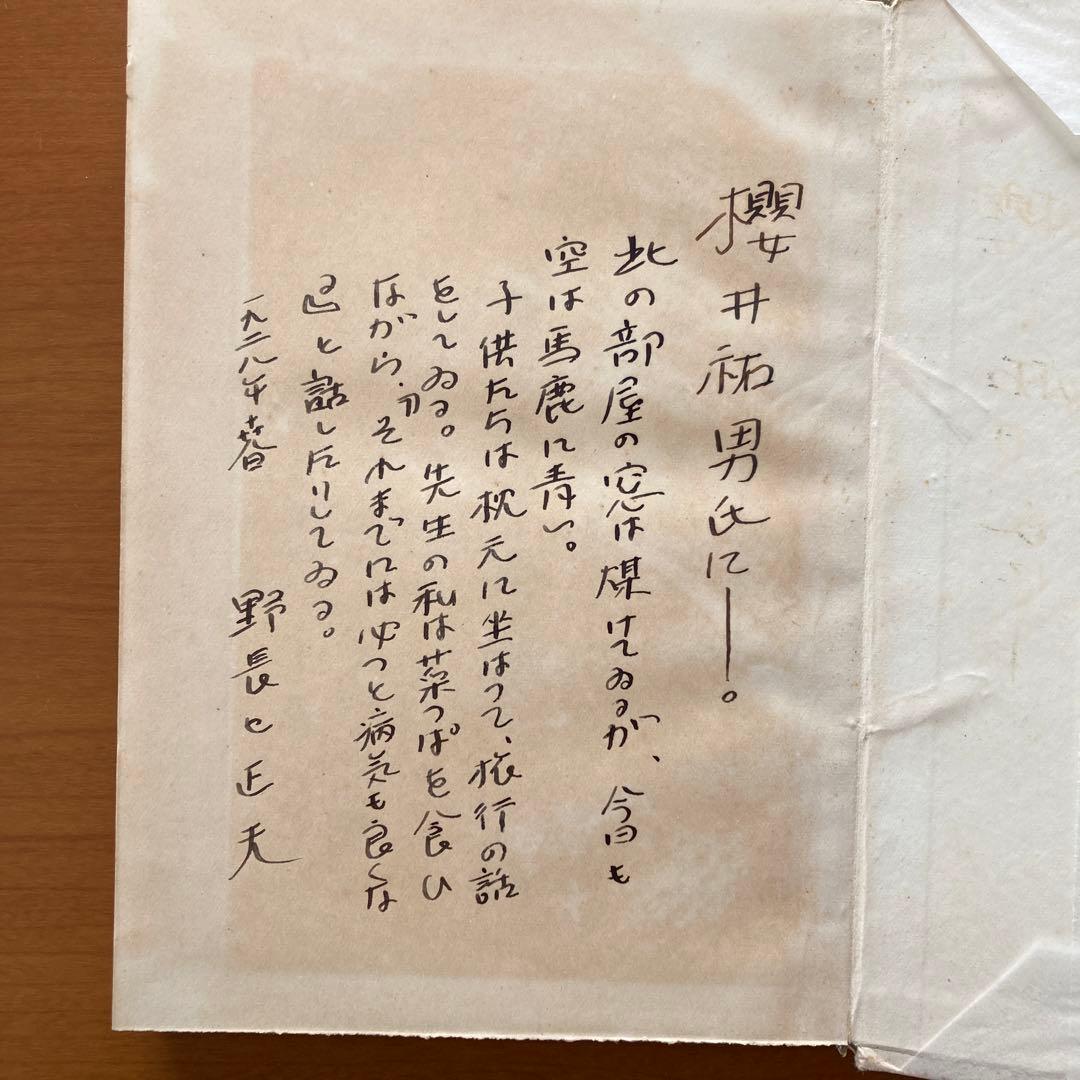 櫻井祐男氏に――。
此の部屋の窓は煤けてゐるが、今日も
空は馬鹿に青い。
子供たちは枕元に坐はつて、旅行の話
をしてゐる。先生の私は菜つぱを食ひ
ながら、それまでには必つと病気も良くな
ると話したりしてゐる。
一九二八年春
野長正夫